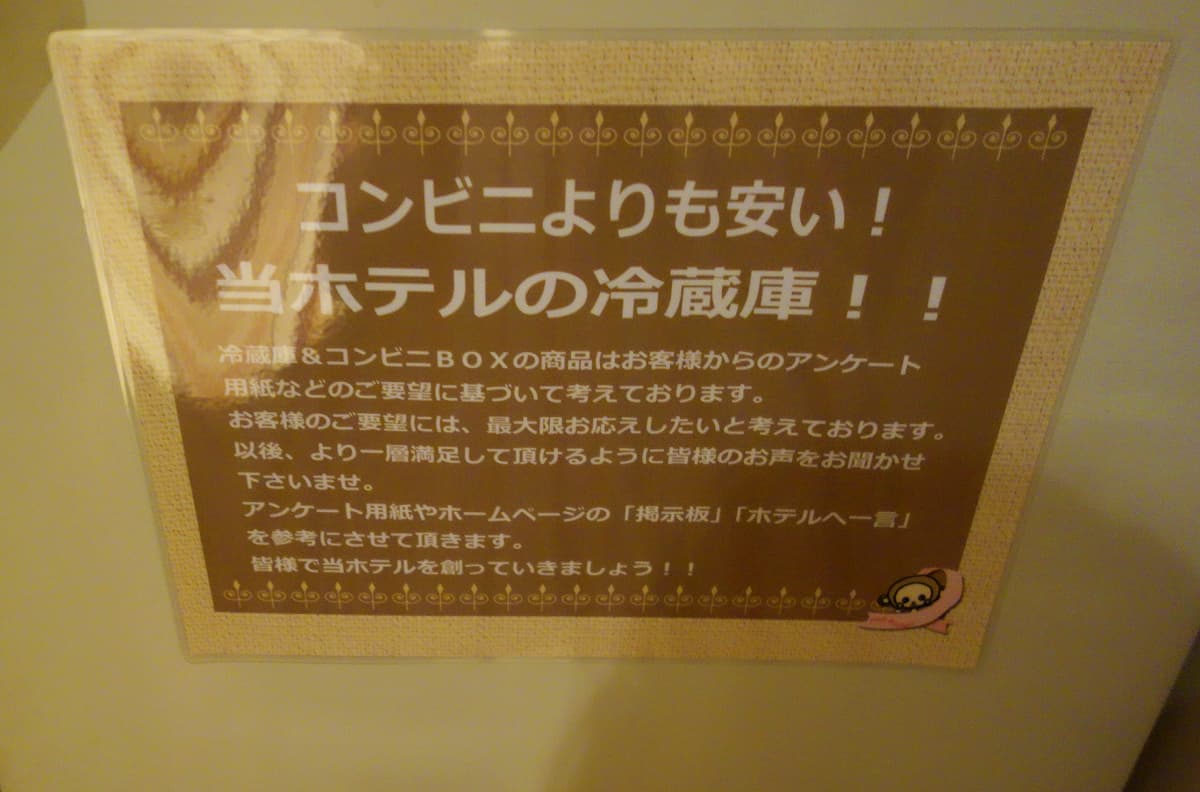 コンビニよりも安い！
当ホテルの冷蔵庫！！
冷蔵庫＆コンビニＢＯＸの商品はお客様からのアンケート
用紙などのご要望に基づいて考えております。
お客様のご要望には、最大限お応えしたいと考えております。
以後、より一層満足して頂けるように皆様のお声をお聞かせ
下さいませ。
アンケート用紙やホームページの「掲示板」「ホテルへ一言」
を参考にさせて頂きます。
皆様で当ホテルを創っていきましょう！！